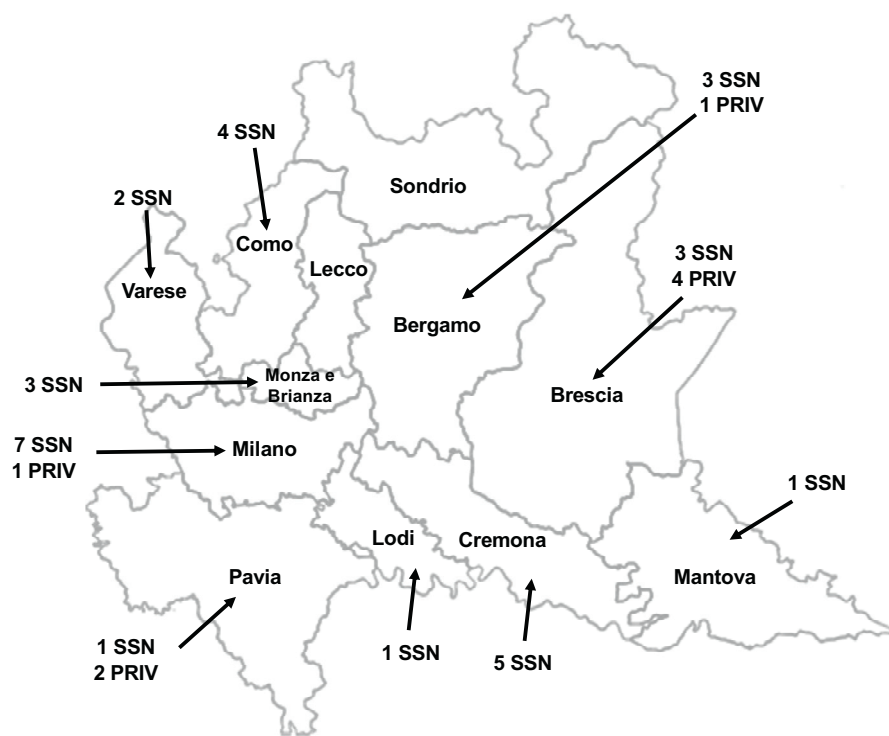 3 SSN
1 PRIV
4 SSN
Sondrio
2 SSN
Como
Lecco
3 SSN
4 PRIV
Varese
Bergamo
Monza e
Brianza
3 SSN
Brescia
7 SSN
1 PRIV
Milano
1 SSN
Lodi
Cremona
Pavia
Mantova
1 SSN
2 PRIV
1 SSN
5 SSN